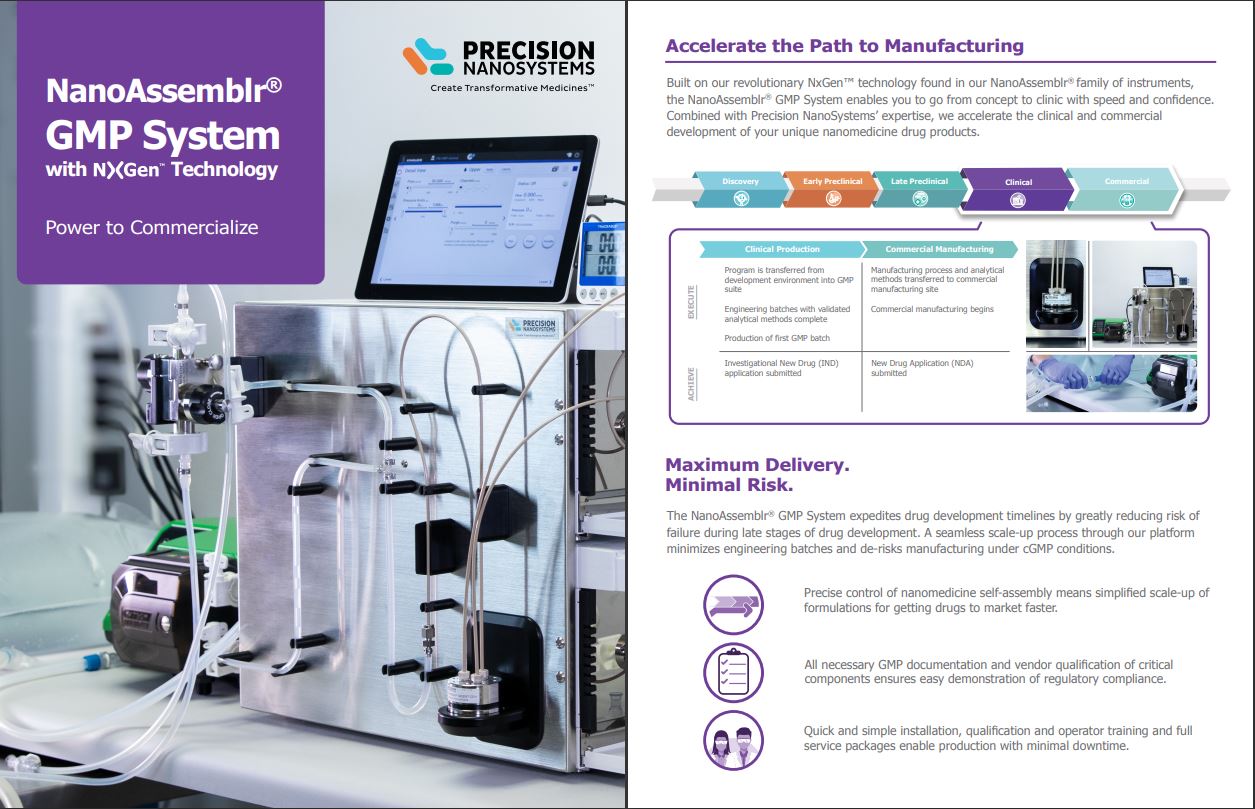 NanoAssemblr®
GMP System
with NxGen™ Technology
Power to Commercialize
PRECISION
NANOSYSTEMS
Create Transformative Medicines™
PRECISION
NANOSYSTEMS
Accelerate the Path to Manufacturing
Built on our revolutionary NxGen™ technology found in our NanoAssemblr® family of instruments,
the NanoAssemblr® GMP System enables you to go from concept to clinic with speed and confidence.
Combined with Precision NanoSystems’ expertise, we accelerate the clinical and commercial
development of your unique nanomedicine drug products.
Discovery
Early Preclinical
Late Preclinical
Clinical
Commercial
Clinical Production
Commercial Manufacturing
EXECUTE
Program is transferred from
development environment into GMP
suite
Engineering batches with validated
analytical methods complete
Production of first GMP batch
Manufacturing process and analytical
methods transferred to commercial
manufacturing site
Commercial manufacturing begins
ACHIEVE
Investigational New Drug (IND)
application submitted
New Drug Application (NDA)
submitted
Maximum Delivery.
Minimal Risk.
The NanoAssemblr® GMP System expedites drug development timelines by greatly reducing risk of
failure during late stages of drug development. A seamless scale-up process through our platform
minimizes engineering batches and de-risks manufacturing under cGMP conditions.
Precise control of nanomedicine self-assembly means simplified scale-up of
formulations for getting drugs to market faster.
All necessary GMP documentation and vendor qualification of critical
components ensures easy demonstration of regulatory compliance.
Quick and simple installation, qualification and operator training and full
service packages enable production with minimal downtime.